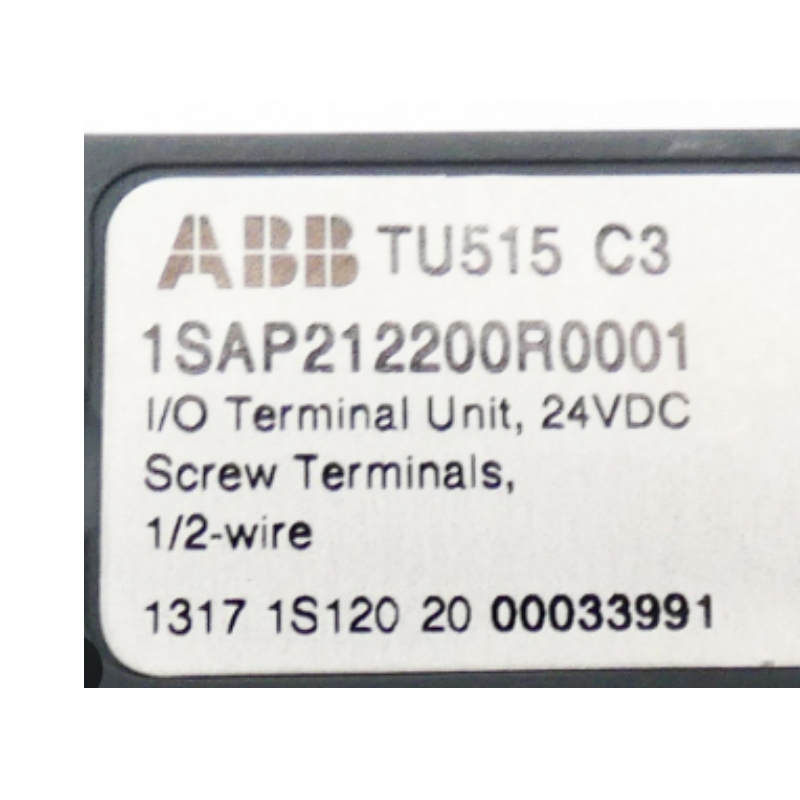 ABB TU515 C3
1SAP212200R0001
I/O Terminal Unit, 24VDC
Screw Terminals,
1/2-wire
1317 1S120 20 00033991